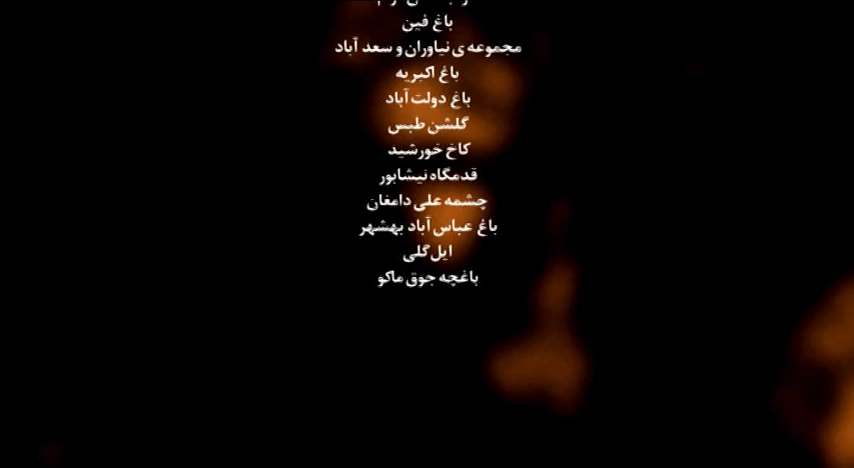 باغ فین
مجموعه ی نیاوران و سعد آباد
باغ اکبریه
باغ دولت آباد
گلشن طبس
کاخ خورشید
قدمگاه نیشابور
چشمه علی دامغان
باغ عباس آباد بهشهر
ایل گلی
باغچه جوق ماکو